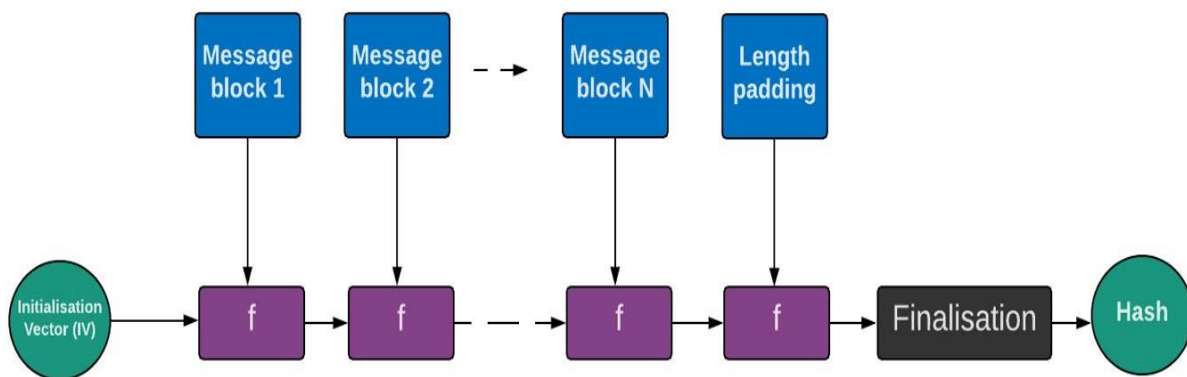 Message
block 1
Message
block 2
Message
block N
Length
padding
Initialisation
Vector (IV)
f
f
f
f
Finalisation
Hash